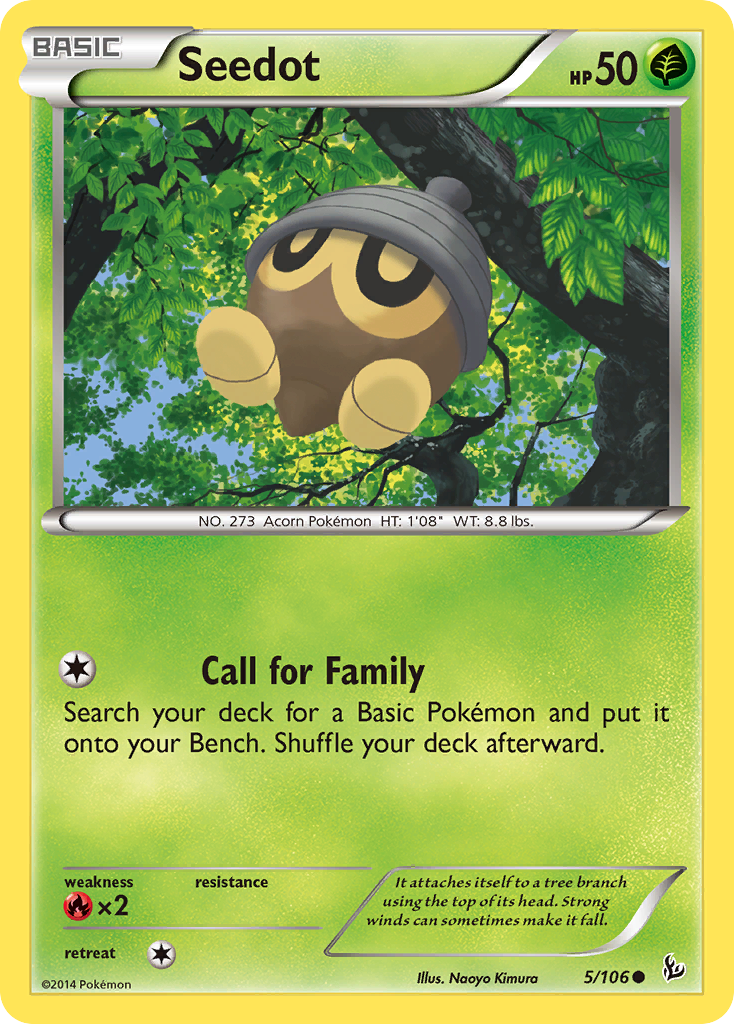 BASIC
Seedot
HP 50
NO. 273 Acorn Pokémon HT: 1'08" WT: 8.8 lbs.
Call for Family
Search your deck for a Basic Pokémon and put it
onto your Bench. Shuffle your deck afterward.
weakness
resistance
×2
It attaches itself to a tree branch
using the top of its head. Strong
winds can sometimes make it fall.
retreat
©2014 Pokémon
Illus. Naoyo Kimura
5/106